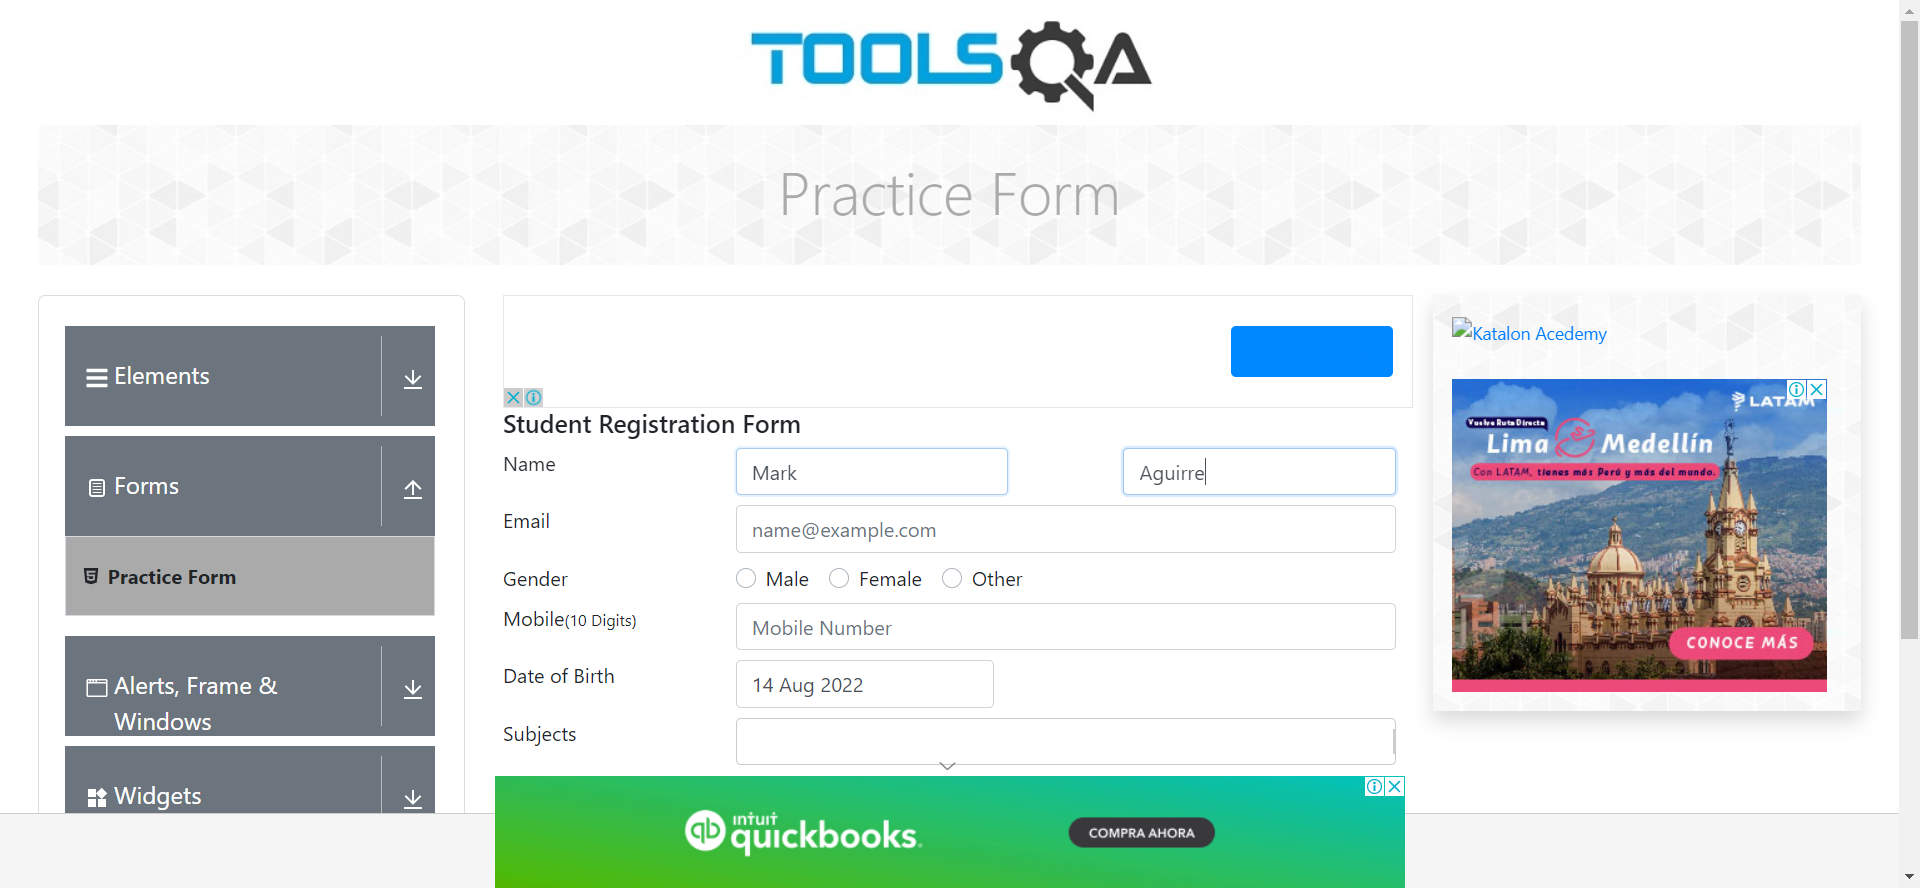 TOOLSQA
Practice Form
Elements
Forms
Practice Form
Alerts, Frame &
Windows
Widgets
Student Registration Form
Name
Mark
Aguirre
Email
name@example.com
Gender
Male
Female
Other
Mobile(10 Digits)
Mobile Number
Date of Birth
14 Aug 2022
Subjects
Katalon Acedemy
LATAM
Vuelve Ruta Directa
Lima Medellín
Con LATAM, tienes más Perú y más del mundo.
CONOCE MÁS
qb intuit
quickbooks.
COMPRA AHORA